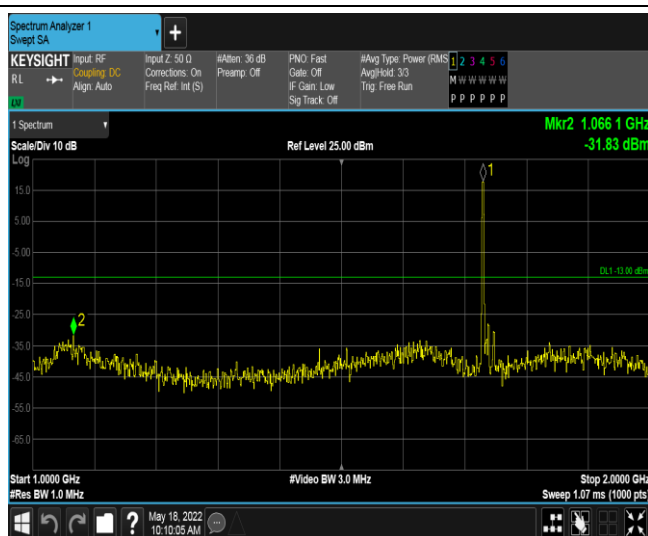 Spectrum Analyzer 1
Swept SA
+
KEYSIGHT Input: RF Input Z: 50 Ω #Atten: 36 dB PNO: Fast #Avg Type: Power (RMS 1 2 3 4 5 6
RL Coupling: DC Corrections: On Preamp: Off Gate: Off Avg|Hold: 3/3 M W W W W W
Align: Auto Freq Ref: Int (S) IF Gain: Low Trig: Free Run
Sig Track: Off P P P P P P
1 Spectrum
Mkr2 1.066 1 GHz
Scale/Div 10 dB Ref Level 25.00 dBm -31.83 dBm
Log
1
15.0
5.00
-5.00
DL1 -13.00 dBm
-15.0
2
-25.0
-35.0
-45.0
-55.0
-65.0
Start 1.0000 GHz #Video BW 3.0 MHz Stop 2.0000 GHz
#Res BW 1.0 MHz Sweep 1.07 ms (1000 pts)
? May 18, 2022
10:10:05 AM